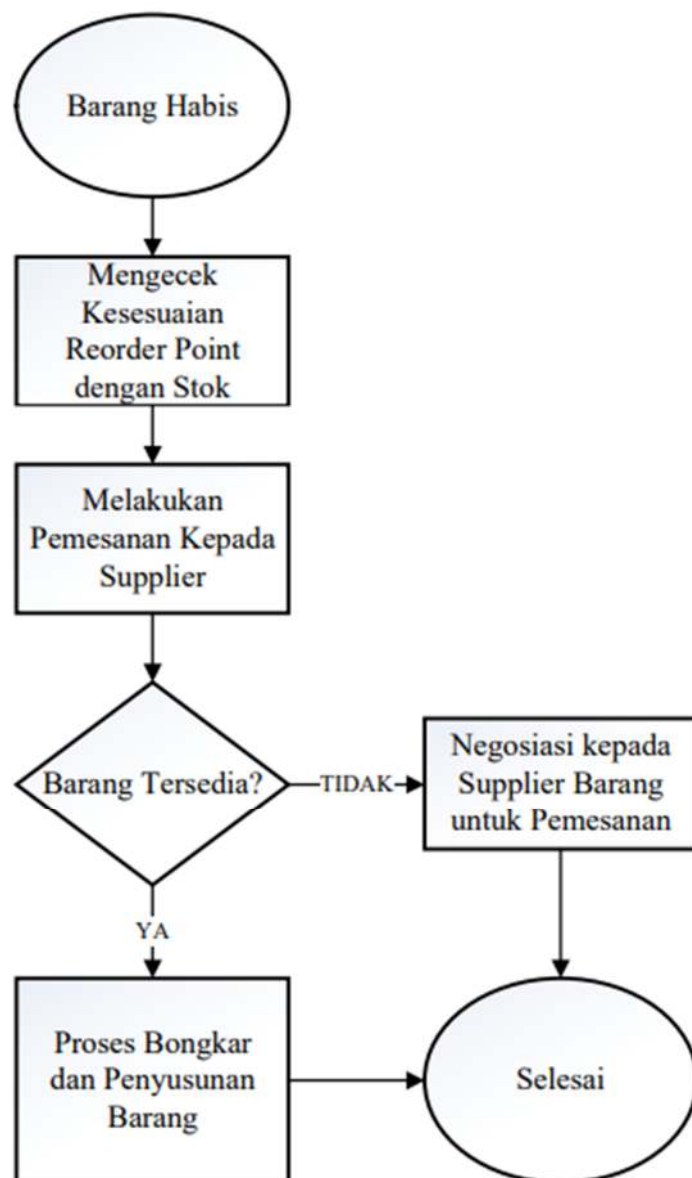 Barang Habis
Mengecek
Kesesuaian
Reorder Point
dengan Stok
Melakukan
Pemesanan Kepada
Supplier
Barang Tersedia?
TIDAK
Negosiasi kepada
Supplier Barang
untuk Pemesanan
YA
Proses Bongkar
dan Penyusunan
Barang
Selesai